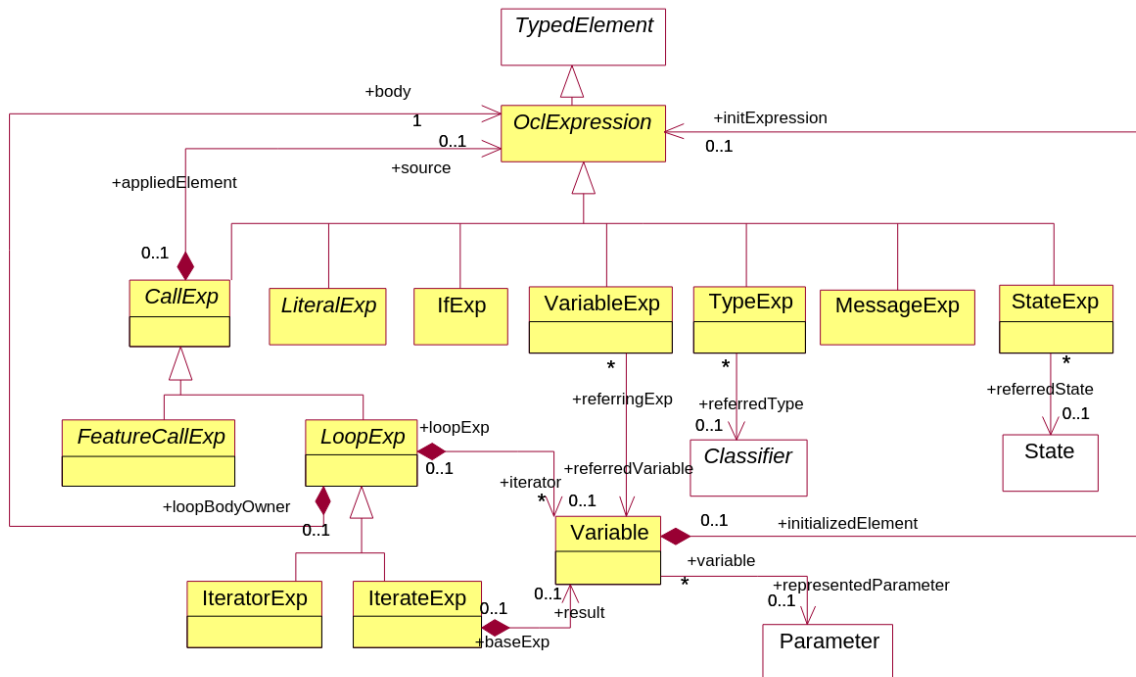 TypedElement
+body
1
OclExpression
+initExpression
0..1
0..1
+source
+appliedElement
0..1
CallExp
LiteralExp
IfExp
VariableExp
TypeExp
MessageExp
StateExp
*
*
*
+referringExp
+referredType
+referredState
0..1
0..1
FeatureCallExp
LoopExp
+loopExp
0..1
Classifier
State
+referredVariable
+iterator
*
0..1
+loopBodyOwner
0..1
Variable
0..1
+initializedElement
+variable
*
+representedParameter
0..1
IteratorExp
IterateExp
0..1
+baseExp
0..1
+result
Parameter